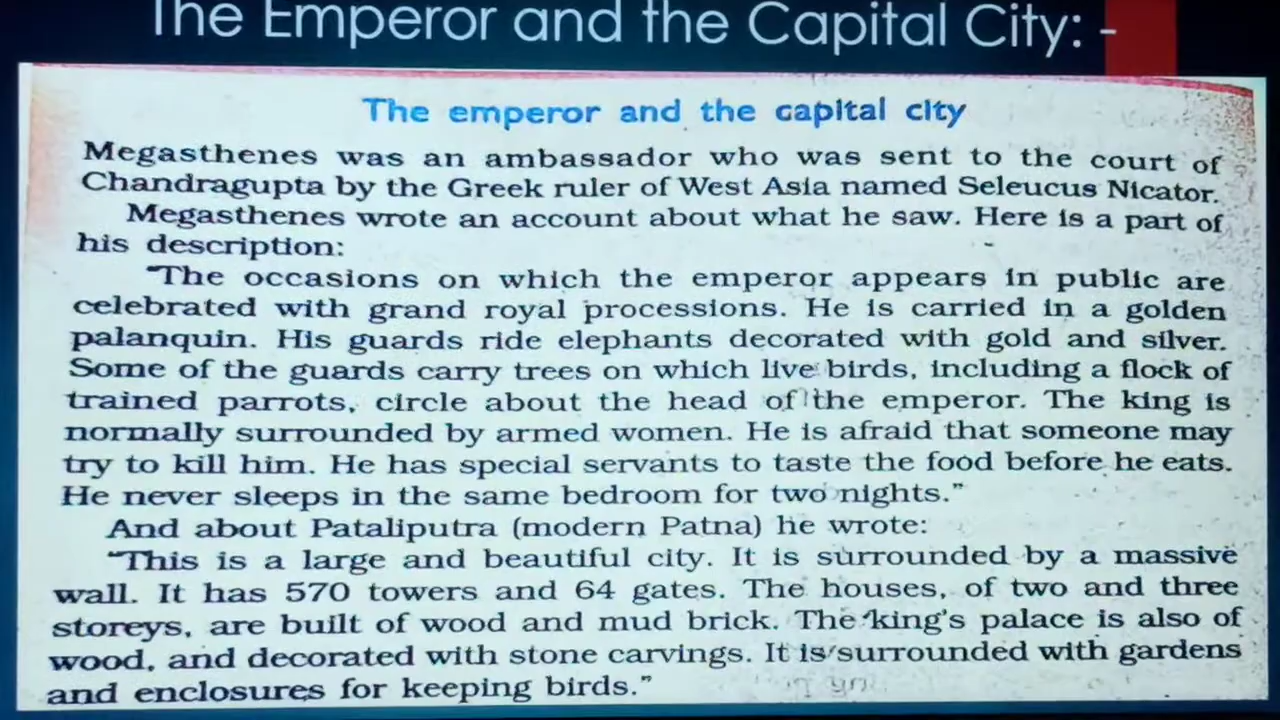 The Emperor and the Capital City: -
The emperor and the capital city
Megasthenes was an ambassador who was sent to the court of
Chandragupta by the Greek ruler of West Asia named Seleucus Nicator.
Megasthenes wrote an account about what he saw. Here is a part of
his description:
"The occasions on which the emperor appears in public are
celebrated with grand royal processions. He is carried in a golden
palanquin. His guards ride elephants decorated with gold and silver.
Some of the guards carry trees on which live birds, including a flock of
trained parrots, circle about the head of the emperor. The king is
normally surrounded by armed women. He is afraid that someone may
try to kill him. He has special servants to taste the food before he eats.
He never sleeps in the same bedroom for two nights."
And about Pataliputra (modern Patna) he wrote:
"This is a large and beautiful city. It is surrounded by a massive
wall. It has 570 towers and 64 gates. The houses, of two and three
storeys, are built of wood and mud brick. The king's palace is also of
wood, and decorated with stone carvings. It is surrounded with gardens
and enclosures for keeping birds."